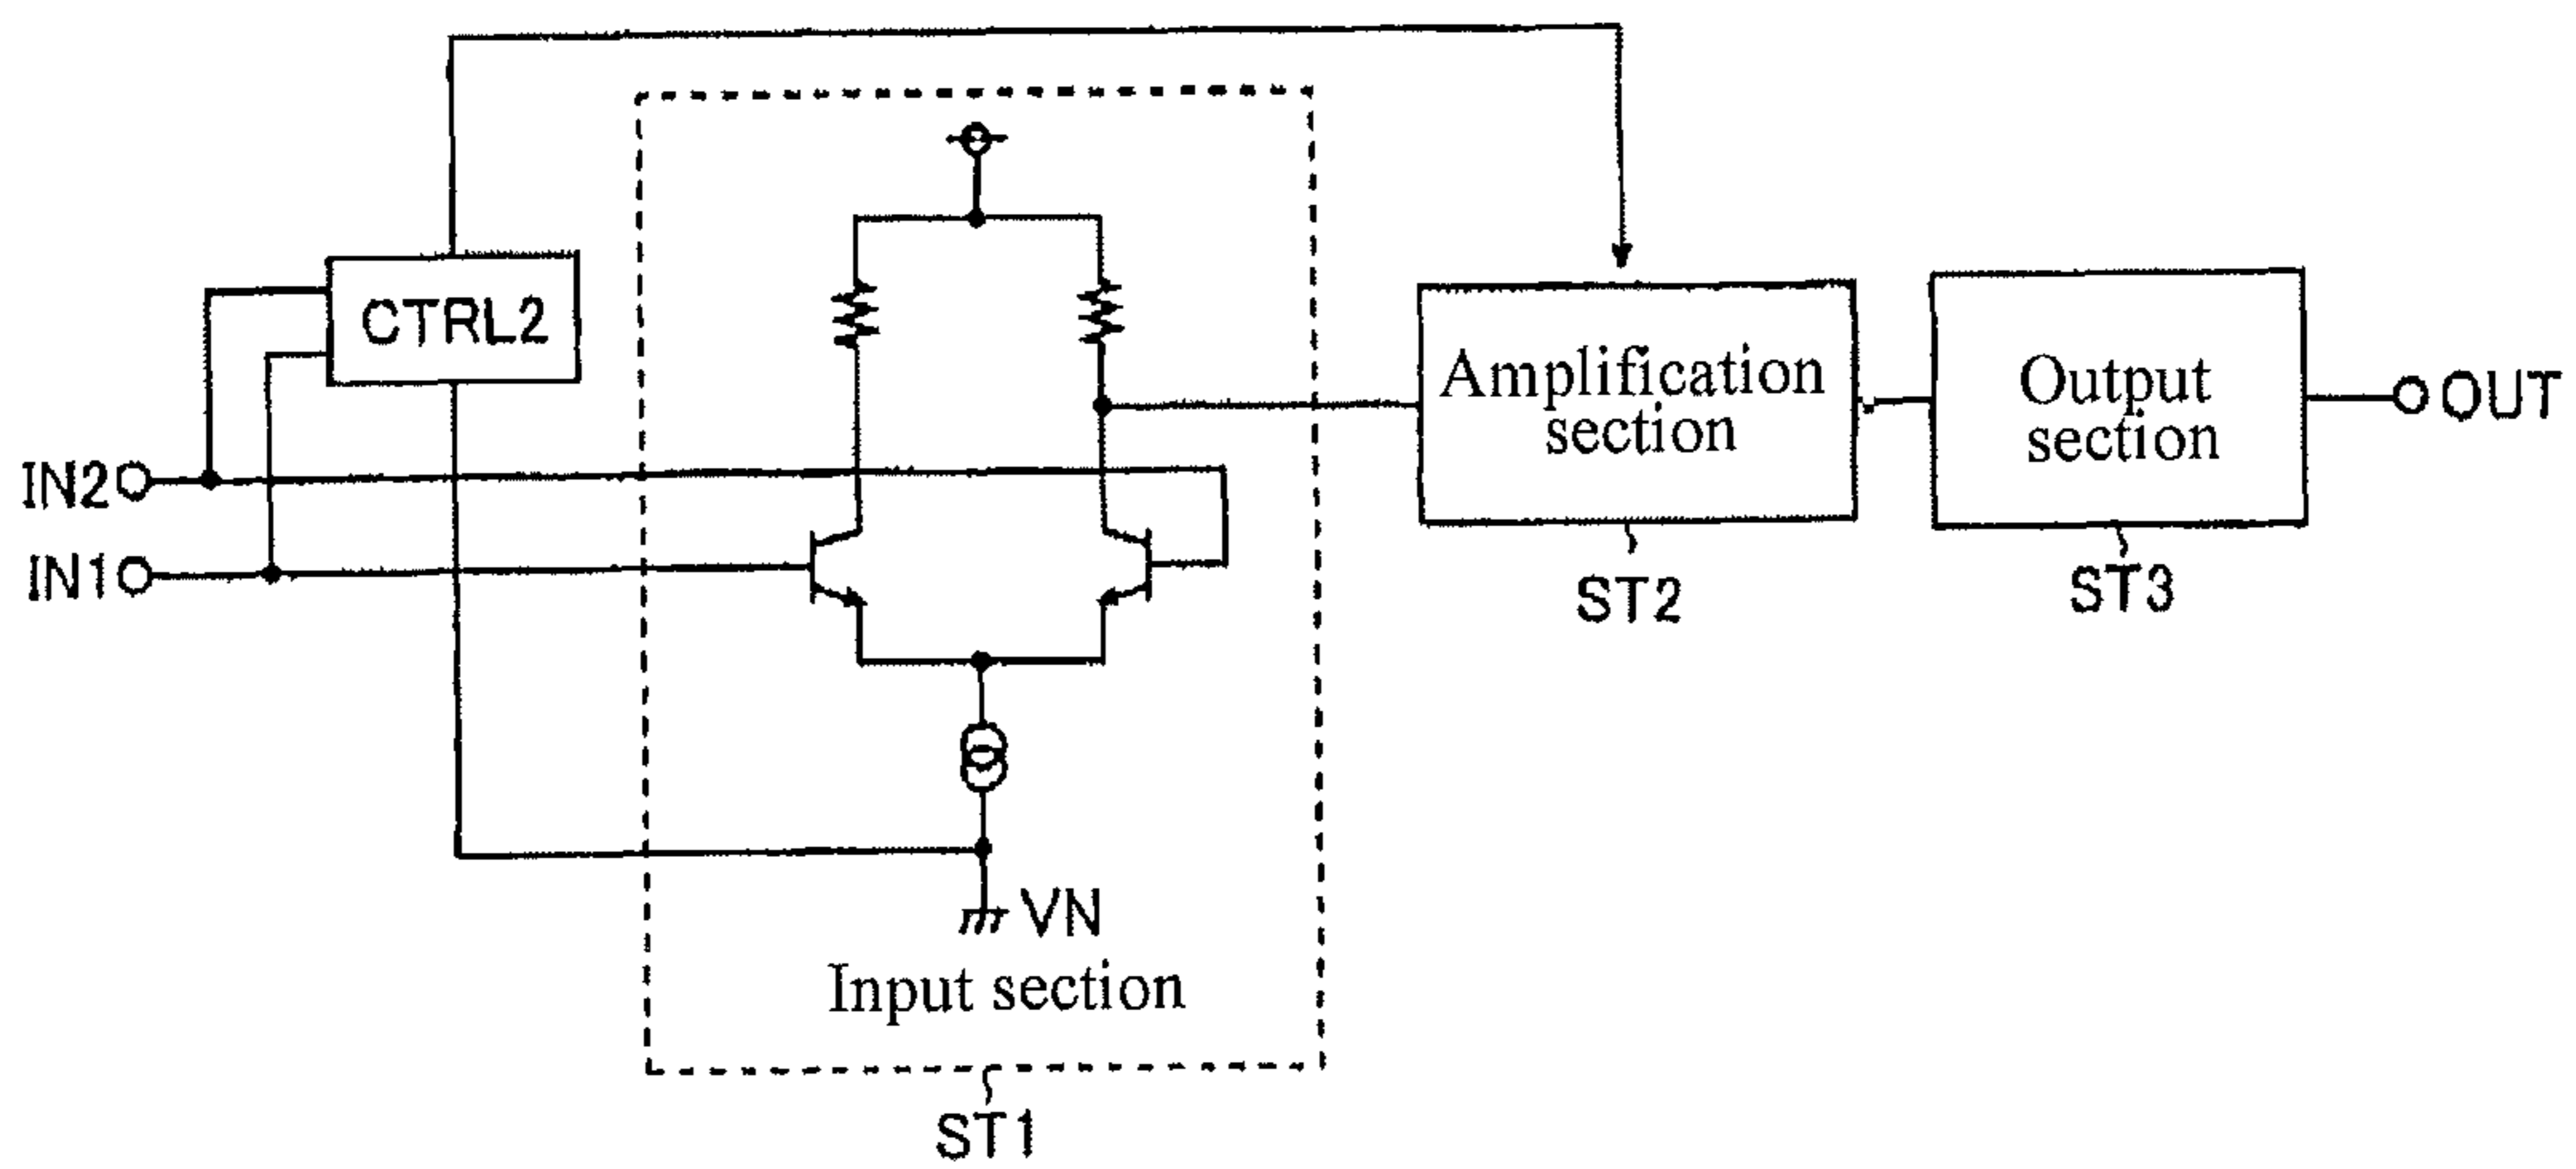 CTRL2
Amplification
section
Output
section
OUT
IN2
IN1
ST2
ST3
VN
Input section
ST1